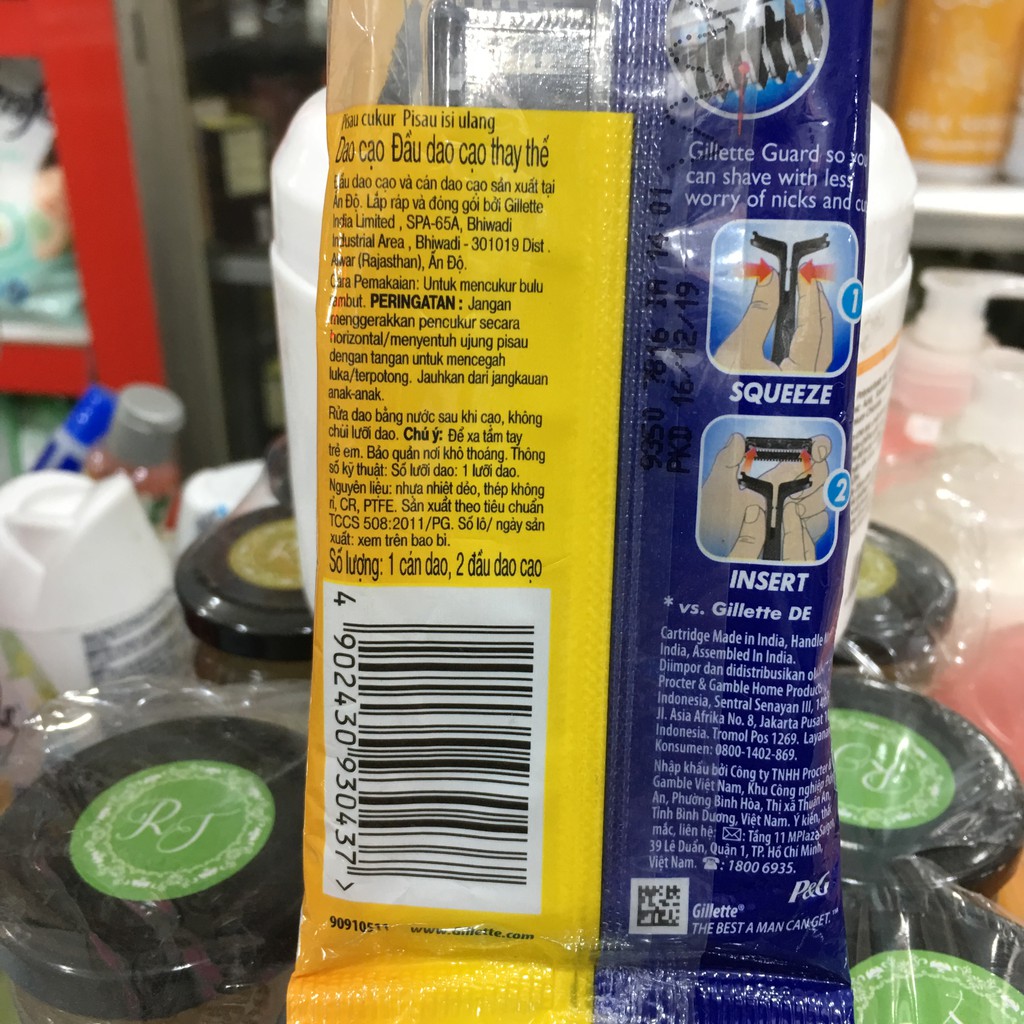 Pisau cukur Pisau isi ulang
Dao cạo Đầu dao cạo thay thế
Đầu dao cạo và cán dao cạo sản xuất tại
Ấn Độ. Lắp ráp và đóng gói bởi Gillette
India Limited , SPA-65A, Bhiwadi
Industrial Area , Bhiwadi - 301019 Dist .
Alwar (Rajasthan), Ấn Độ.
Cara Pemakaian: Untuk mencukur bulu
rambut. PERINGATAN : Jangan
menggerakkan pencukur secara
horizontal/menyentuh ujung pisau
dengan tangan untuk mencegah
luka/terpotong. Jauhkan dari jangkauan
anak-anak.
Rửa dao bằng nước sau khi cạo, không
chùi lưỡi dao. Chú ý: Để xa tầm tay
trẻ em. Bảo quản nơi khô thoáng. Thông
số kỹ thuật: Số lưỡi dao: 1 lưỡi dao.
Nguyên liệu: nhựa nhiệt dẻo, thép không
rỉ, CR, PTFE. Sản xuất theo tiêu chuẩn
TCCS 508:2011/PG. Số lô/ ngày sản
xuất: xem trên bao bì.
Số lượng: 1 cán dao, 2 đầu dao cạo
4 902430 930437 >
90910511 www.Gillette.com
Gillette Guard so you
can shave with less
worry of nicks and
PKD 16/12/19
1
SQUEEZE
2
INSERT
* vs. Gillette DE
Cartridge Made in India, Handle
India, Assembled In India.
Diimpor dan didistribusikan
Procter & Gamble Home Products
Indonesia, Sentral Senayan III,
Jl. Asia Afrika No. 8, Jakarta Pusat
Indonesia. Tromol Pos 1269. Layanan
Konsumen: 0800-1402-869.
Nhập khẩu bởi Công ty TNHH Procter &
Gamble Việt Nam, Khu Công nghiệp
An, Phường Bình Hòa, Thị xã Thuận An,
Tỉnh Bình Dương, Việt Nam. Ý kiến, thắc
mắc, liên hệ: Tầng 11 MPlaza Saigon,
39 Lê Duẩn, Quận 1, TP. Hồ Chí Minh,
Việt Nam. : 1800 6935.
P&G
Gillette®
THE BEST A MAN CAN GET.™
RT
RT